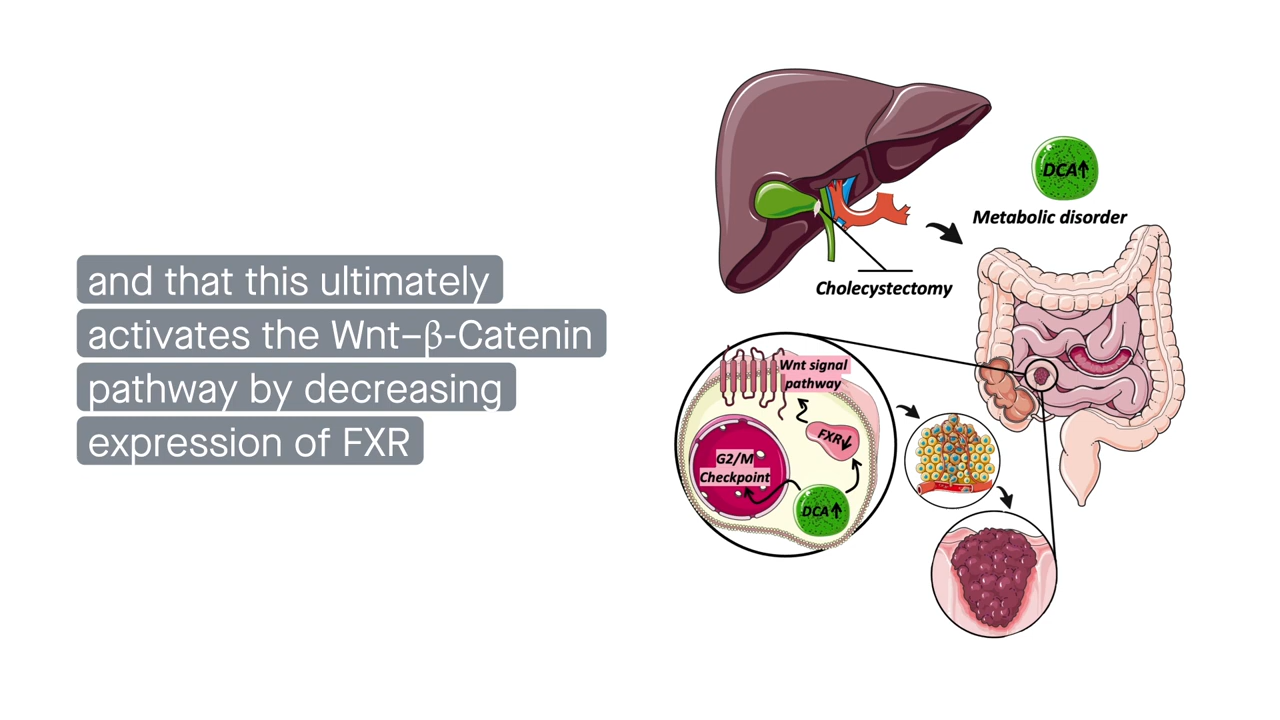 and that this ultimately
activates the Wnt–β-Catenin
pathway by decreasing
expression of FXR
DCA↑
Metabolic disorder
Cholecystectomy
Wnt signal
pathway
FXR↓
G2/M
Checkpoint
DCA↑